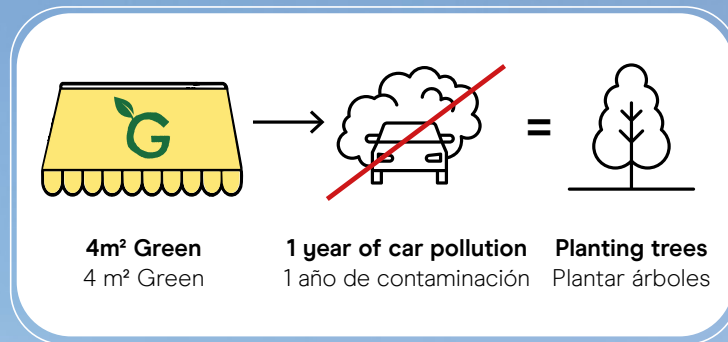 G
=
4m² Green
4 m² Green
1 year of car pollution
1 año de contaminación
Planting trees
Plantar árboles